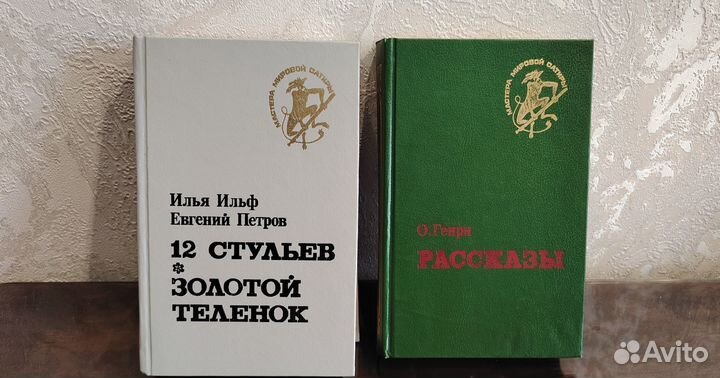 МАСТЕРА МИРОВОЙ САТИРЫ
Илья Ильф
Евгений Петров
12 СТУЛЬЕВ
*
ЗОЛОТОЙ
ТЕЛЕНОК
МАСТЕРА МИРОВОЙ САТИРЫ
О. Генри
РАССКАЗЫ
Avito